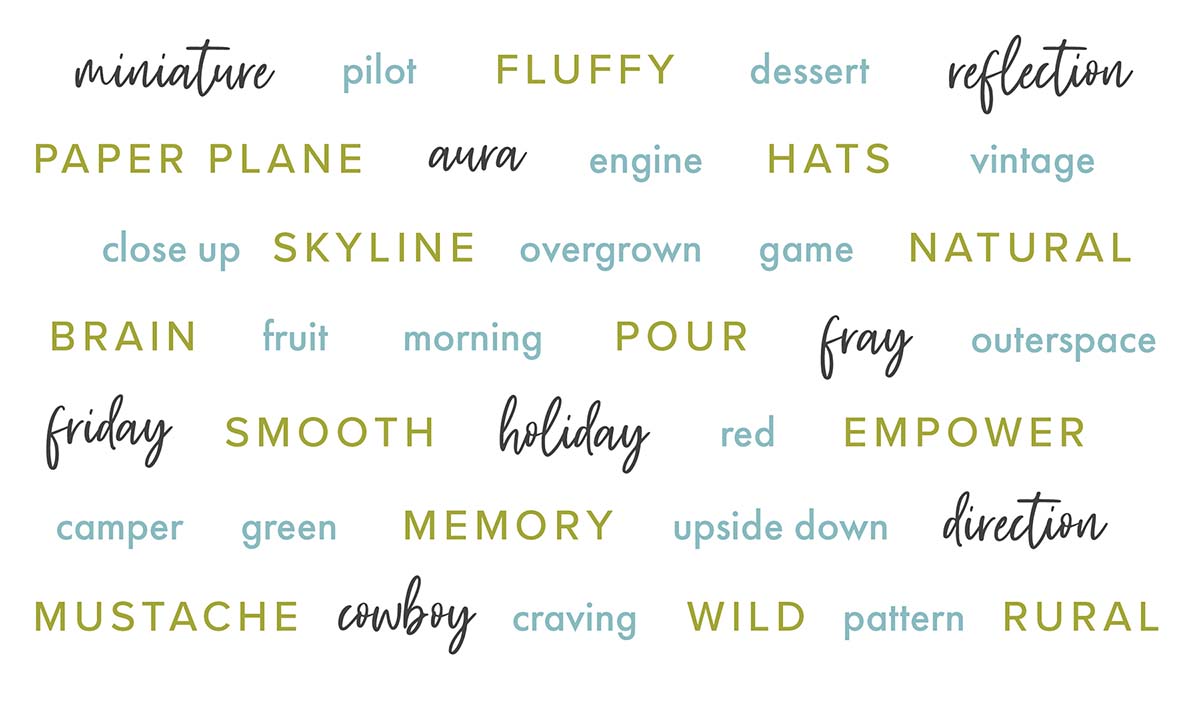 miniature pilot FLUFFY dessert reflection
PAPER PLANE aura engine HATS vintage
close up SKYLINE overgrown game NATURAL
BRAIN fruit morning POUR fray outerspace
friday SMOOTH holiday red EMPOWER
camper green MEMORY upside down direction
MUSTACHE cowboy craving WILD pattern RURAL